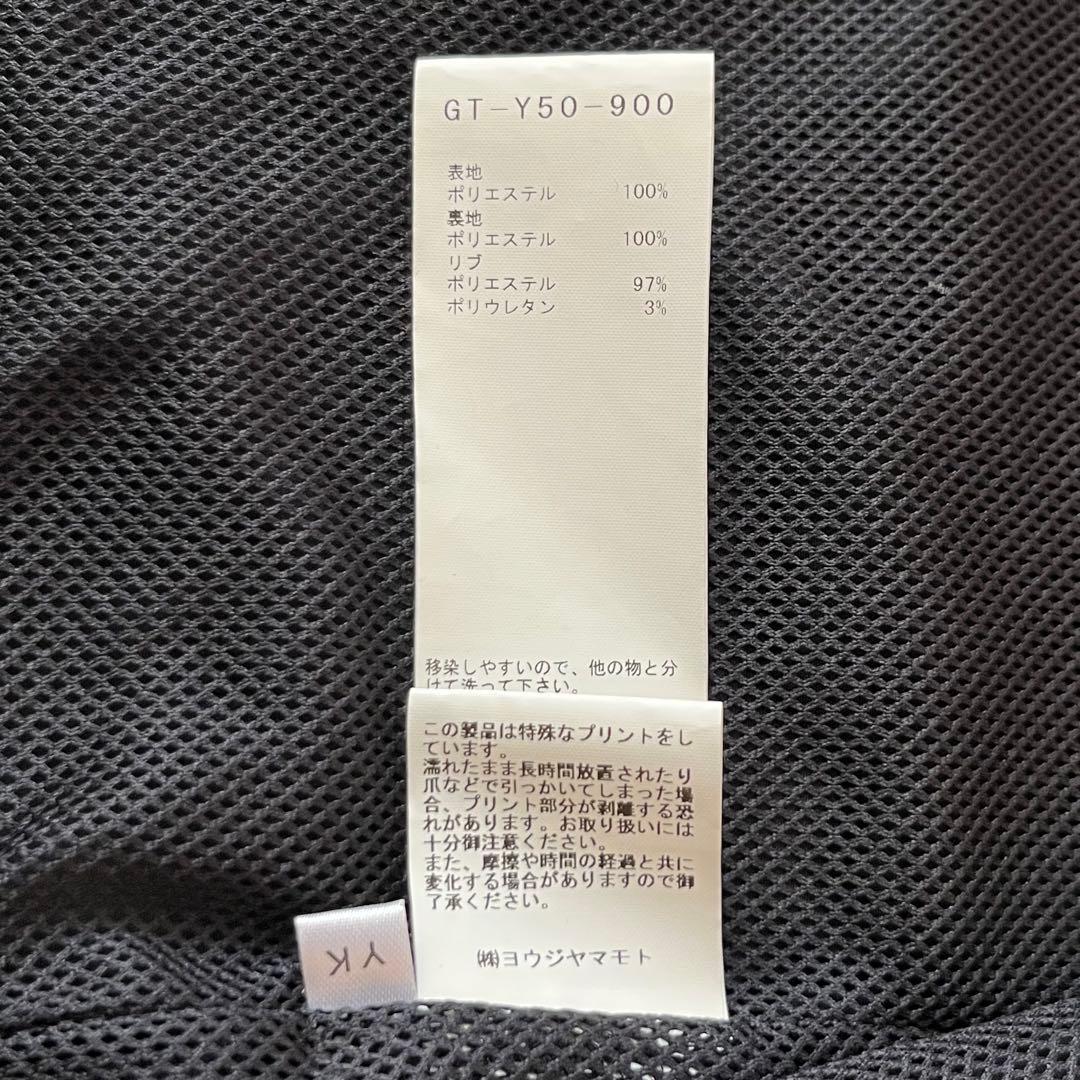 GT-Y50-900
表地
ポリエステル 100%
裏地
ポリエステル 100%
リブ
ポリエステル 97%
ポリウレタン 3%
移染しやすいので、他の物と分
けて洗って下さい。
この製品は特殊なプリントをし
ています。
濡れたまま長時間放置されたり
爪などで引っかいてしまった場
合、プリント部分が剥離する恐
れがあります。お取り扱いには
十分御注意ください。
また、摩擦や時間の経過と共に
変化する場合がありますので御
了承ください。
㈱ヨウジヤマモト
YK